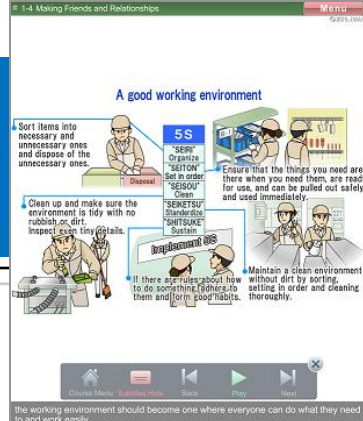 # 1-4 Making Friends and Relationships
Menu
A good working environment
Sort items into
necessary and
unnecessary ones
and dispose of the
unnecessary ones.
Disposal
5S
"SEIRI"
Organize
"SEITON"
Set in order
"SEISOU"
Clean
"SEIKETSU"
Standerdize
"SHITSUKE"
Sustain
Ensure that the things you need are
there when you need them, are ready
for use, and can be pulled out safely
and used immediately.
Clean up and make sure the
environment is tidy with no
rubbish or dirt.
Inspect even tiny details.
Implement 5S
If there are rules about how
to do something, adhere to
them and form good habits.
Maintain a clean environment
without dirt by sorting,
setting in order and cleaning
thoroughly.
Course Menu
Subtitles Hide
Back
Play
Next
the working environment should become one where everyone can do what they need
to and work easily.